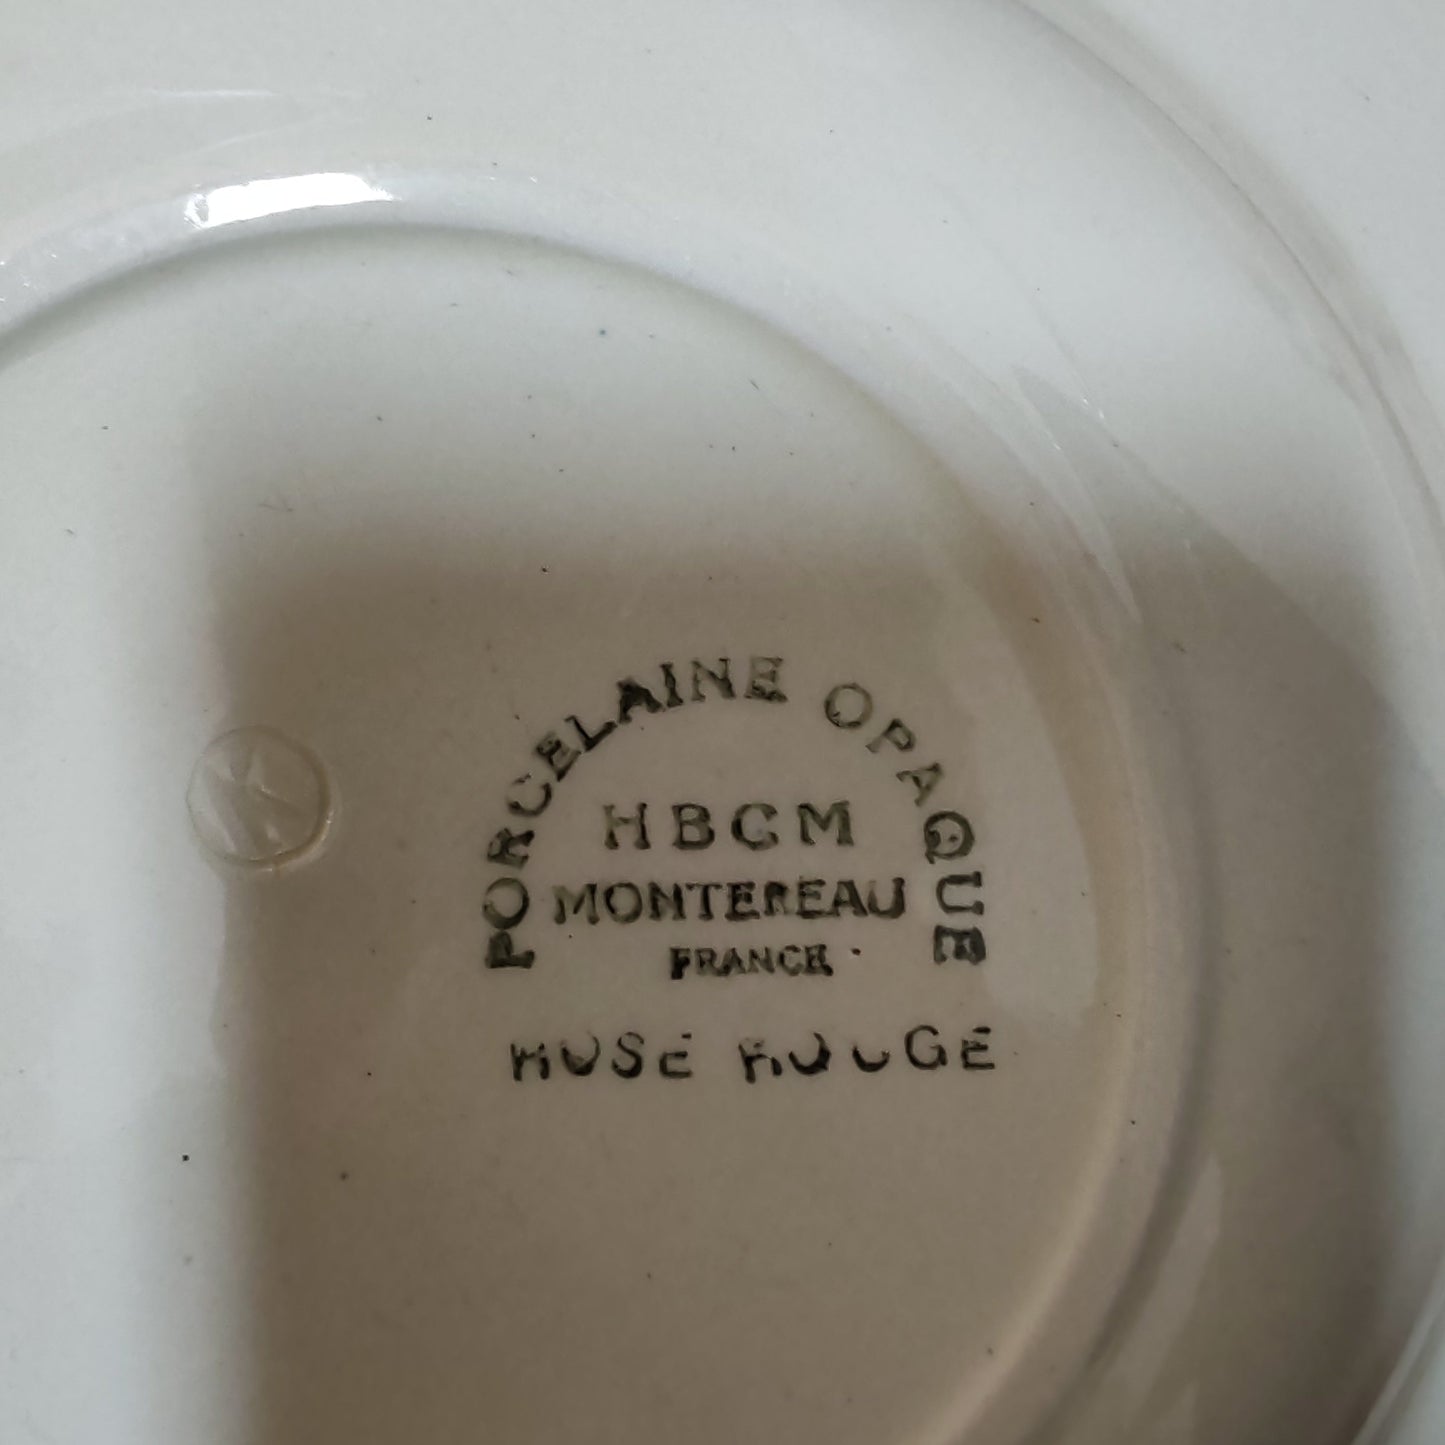 PORCELAINE OPAQUE
HBCM
MONTEREAU
FRANCE
ROSE ROUGE
K